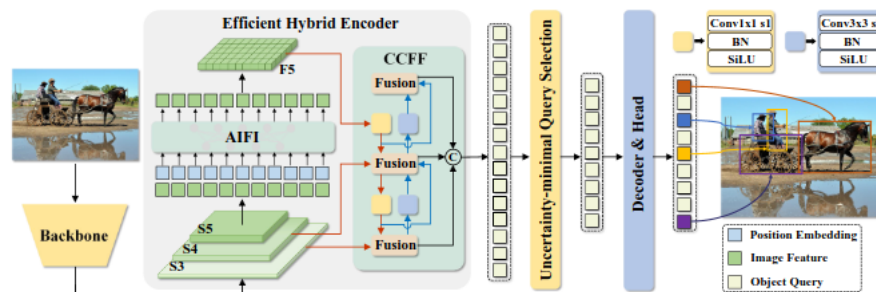 Efficient Hybrid Encoder
F5
CCFF
Fusion
AIFI
Fusion
Fusion
S5
S4
S3
Backbone
C
Uncertainty-minimal Query Selection
Decoder & Head
Conv1x1 s1
BN
SiLU
Conv3x3 s
BN
SiLU
Position Embedding
Image Feature
Object Query